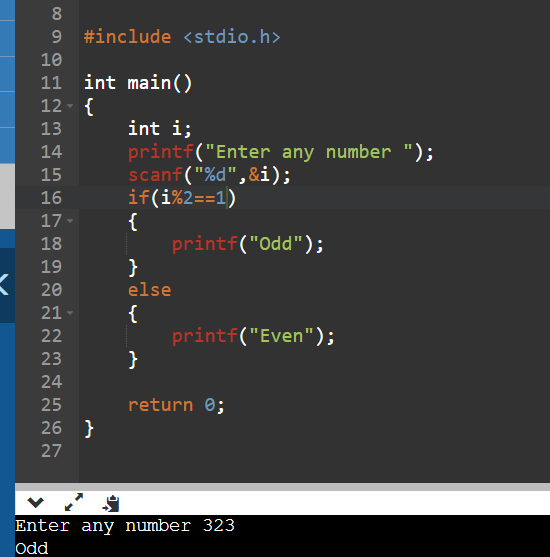 8
9 #include <stdio.h>
10
11 int main()
12 {
13 int i;
14 printf("Enter any number ");
15 scanf("%d",&i);
16 if(i%2==1)
17 {
18 printf("Odd");
19 }
20 else
21 {
22 printf("Even");
23 }
24
25 return 0;
26 }
27
Enter any number 323
Odd